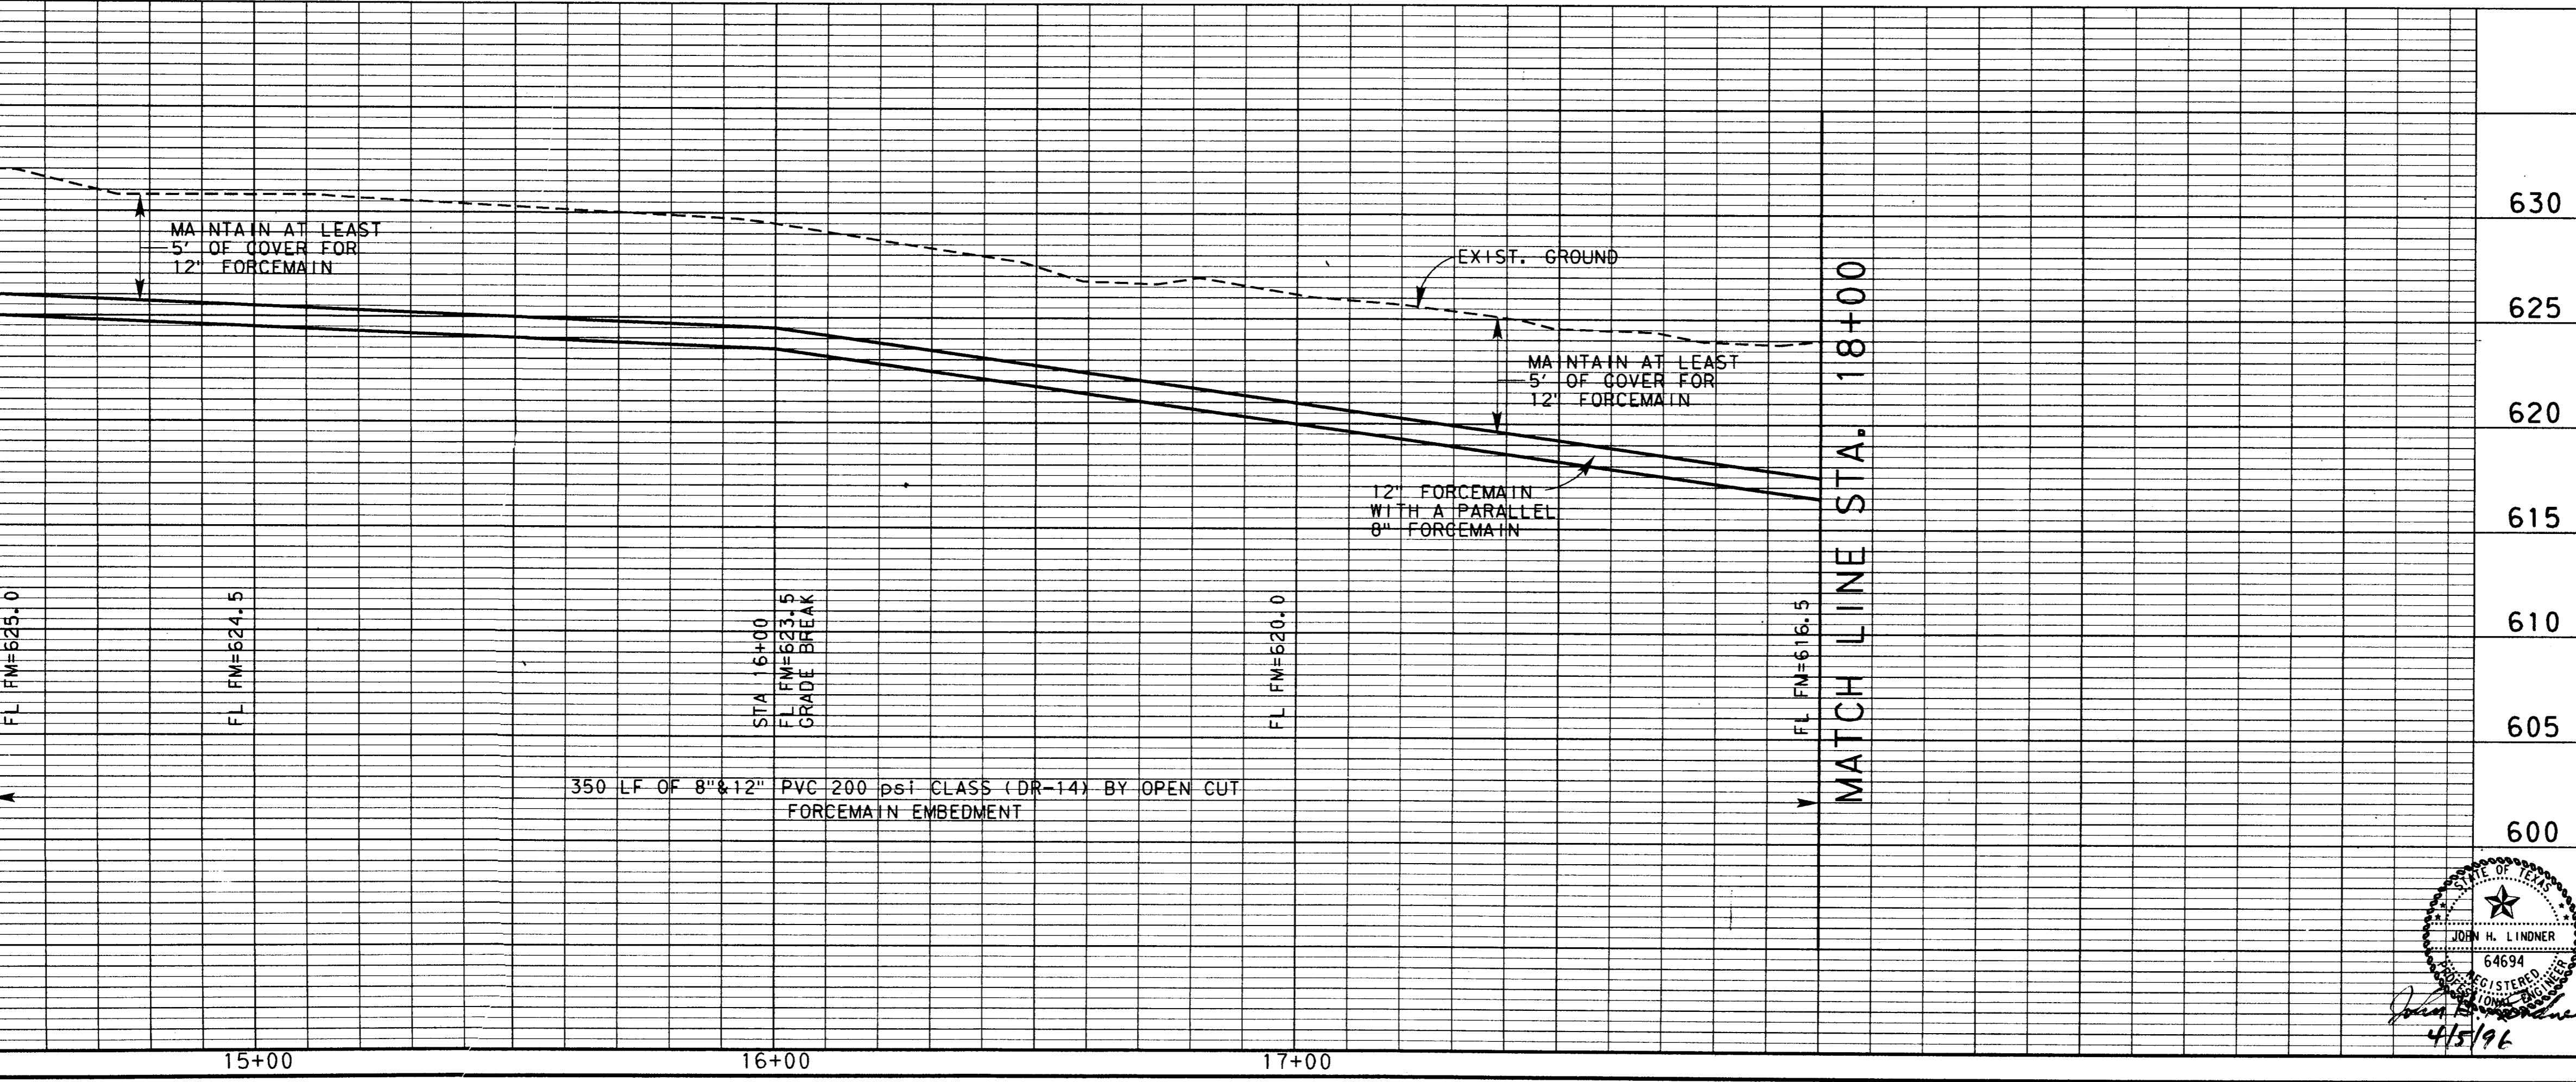 MAINTAIN AT LEAST
5' OF COVER FOR
12" FORCEMAIN
EXIST. GROUND
MAINTAIN AT LEAST
5' OF COVER FOR
12" FORCEMAIN
12" FORCEMAIN
WITH A PARALLEL
8" FORCEMAIN
MATCH LINE STA. 18+00
630
625
620
615
610
605
600
FL FM=625.0
FL FM=624.5
STA 16+00
FL FM=623.5
GRADE BREAK
FL FM=620.0
FL FM=616.5
350 LF OF 8"&12" PVC 200 psi CLASS (DR-14) BY OPEN CUT
FORCEMAIN EMBEDMENT
STATE OF TEXAS
JOHN H. LINDNER
64694
REGISTERED
PROFESSIONAL ENGINEER
John H. Lindner
4/5/96
15+00
16+00
17+00